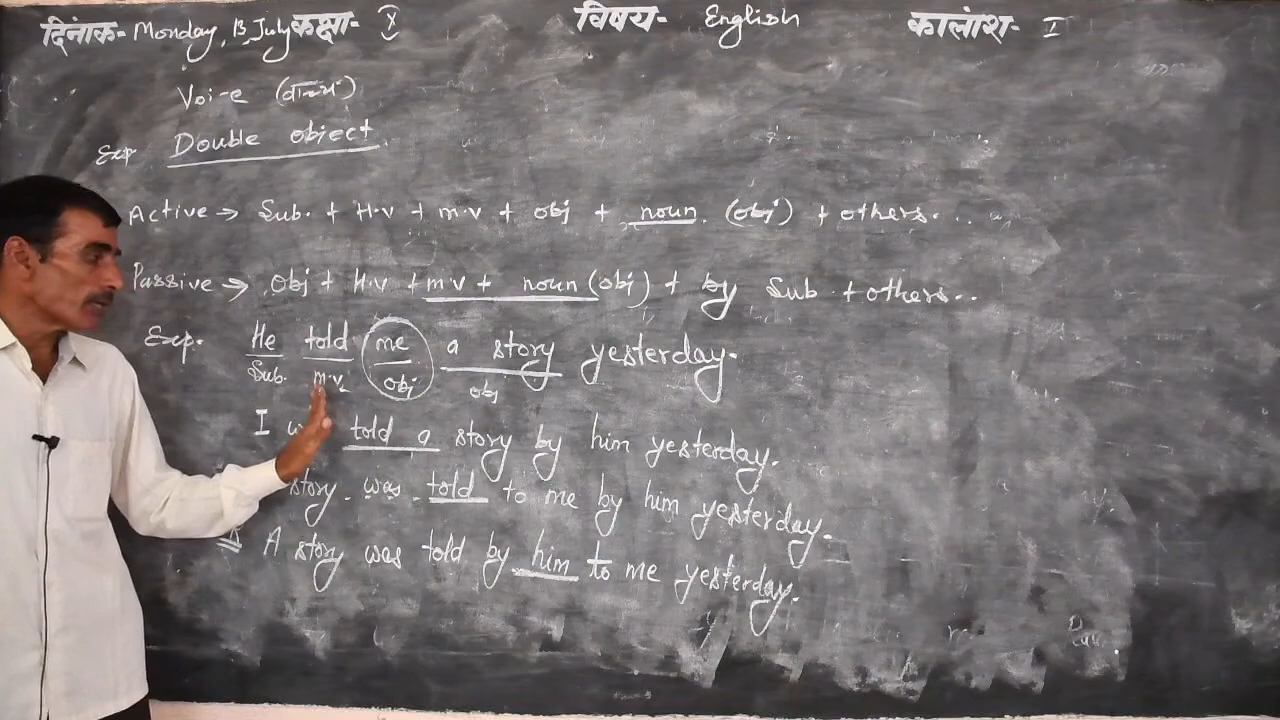 दिनांक- Monday, 13, July कक्षा- X विषय- English कालांश- I
Voi-e (वाच्य)
Exp Double object.
Active → Sub. + H.v + m.v + obj + noun. (obj) + others...
Passive → Obj + H.v + m.v + noun (obj) + by Sub + others..
Exp. He told me a story yesterday.
Sub. m.v obj obj
I told a story by him yesterday.
story was told to me by him yesterday.
A story was told by him to me yesterday.